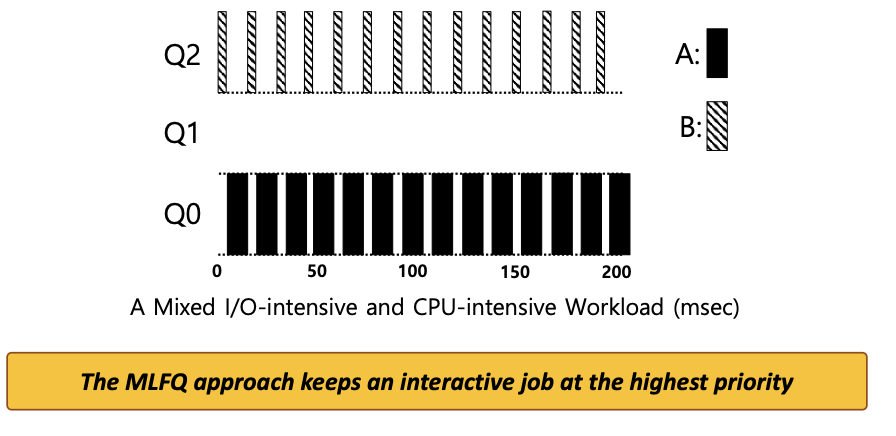 Q2
A:
B:
Q1
Q0
0 50 100 150 200
A Mixed I/O-intensive and CPU-intensive Workload (msec)
The MLFQ approach keeps an interactive job at the highest priority